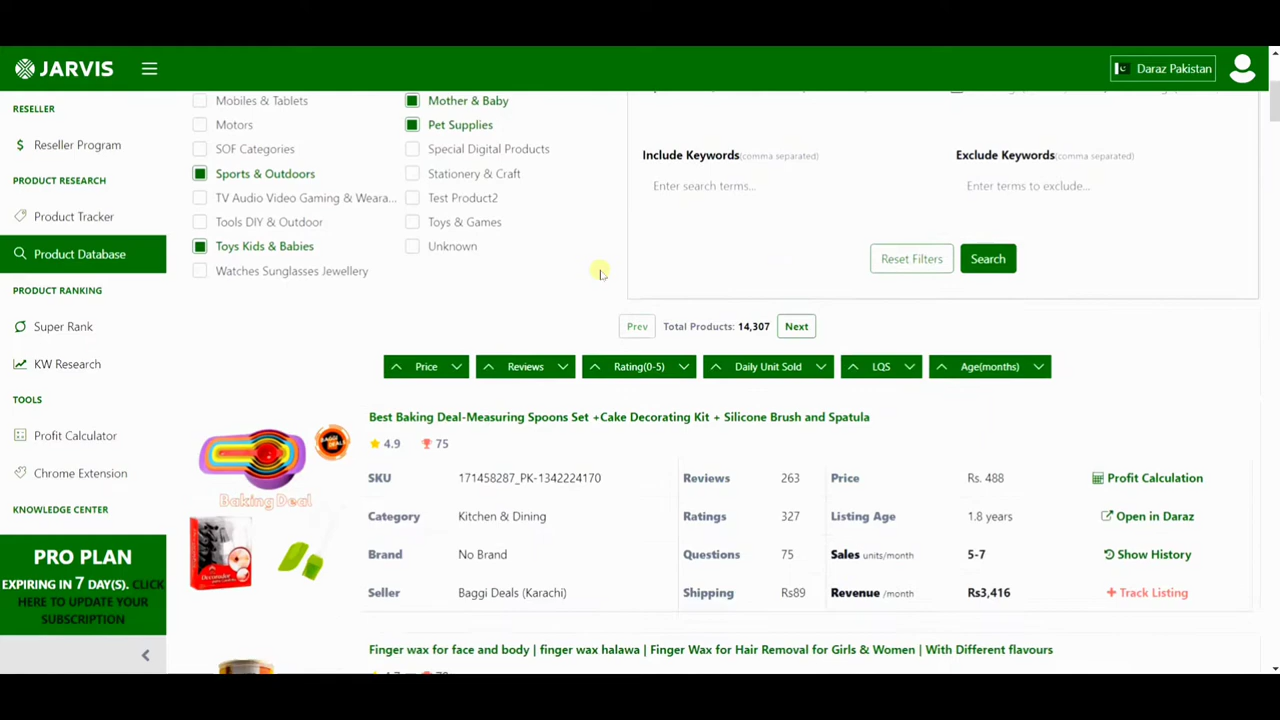 JARVIS
Daraz Pakistan
RESELLER
Reseller Program
PRODUCT RESEARCH
Product Tracker
Product Database
PRODUCT RANKING
Super Rank
KW Research
TOOLS
Profit Calculator
Chrome Extension
KNOWLEDGE CENTER
PRO PLAN
EXPIRING IN 7 DAY(S). CLICK
HERE TO UPDATE YOUR
SUBSCRIPTION
Mobiles & Tablets
Motors
SOF Categories
Sports & Outdoors
TV Audio Video Gaming & Weara...
Tools DIY & Outdoor
Toys Kids & Babies
Watches Sunglasses Jewellery
Mother & Baby
Pet Supplies
Special Digital Products
Stationery & Craft
Test Product2
Toys & Games
Unknown
Include Keywords(comma separated)
Enter search terms...
Exclude Keywords(comma separated)
Enter terms to exclude...
Reset Filters
Search
Prev Total Products: 14,307 Next
Price Reviews Rating(0-5) Daily Unit Sold LQS Age(months)
Best Baking Deal-Measuring Spoons Set +Cake Decorating Kit + Silicone Brush and Spatula
4.9 75
Baking Deal
SKU 171458287_PK-1342224170
Category Kitchen & Dining
Brand No Brand
Seller Baggi Deals (Karachi)
Reviews 263
Ratings 327
Questions 75
Shipping Rs89
Price Rs. 488
Listing Age 1.8 years
Sales units/month 5-7
Revenue /month Rs3,416
Profit Calculation
Open in Daraz
Show History
+ Track Listing
Finger wax for face and body | finger wax halawa | Finger Wax for Hair Removal for Girls & Women | With Different flavours